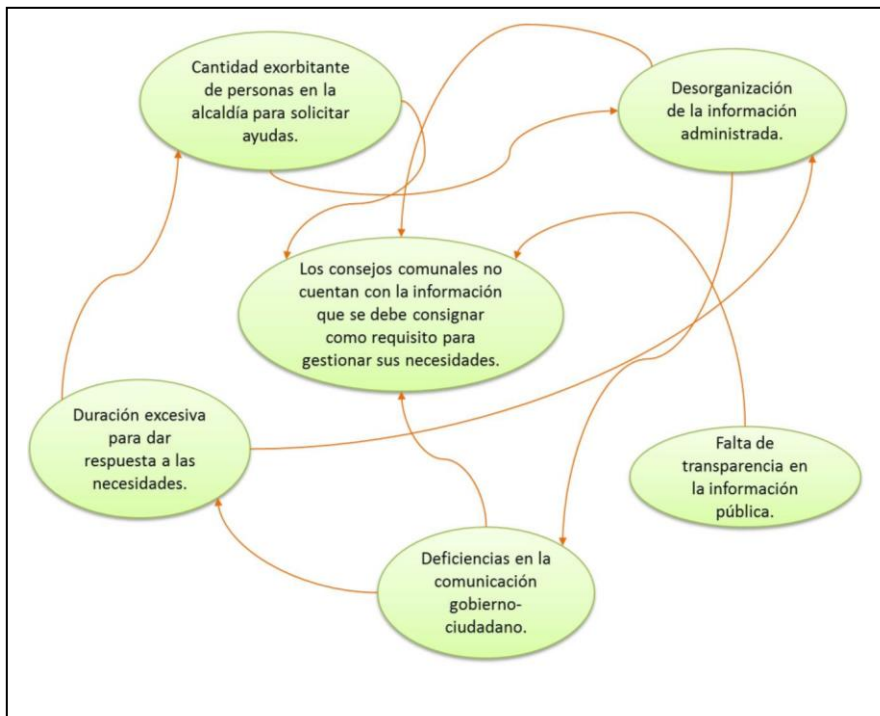 Cantidad exorbitante
de personas en la
alcaldía para solicitar
ayudas.
Desorganización
de la información
administrada.
Los consejos comunales no
cuentan con la información
que se debe consignar
como requisito para
gestionar sus necesidades.
Duración excesiva
para dar
respuesta a las
necesidades.
Falta de
transparencia en
la información
pública.
Deficiencias en la
comunicación
gobierno-
ciudadano.